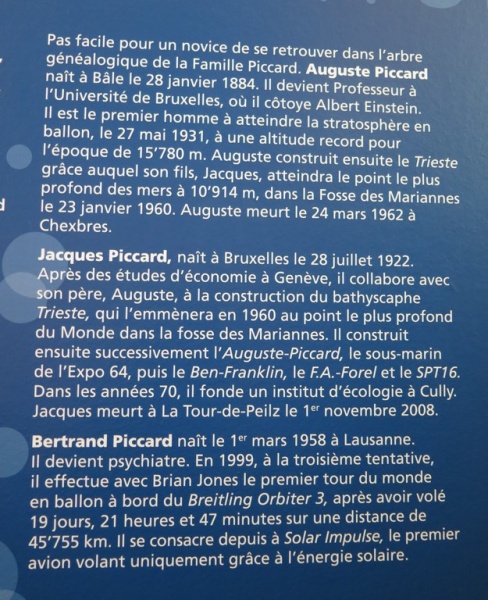 Pas facile pour un novice de se retrouver dans l'arbre
généalogique de la Famille Piccard. Auguste Piccard
naît à Bâle le 28 janvier 1884. Il devient Professeur à
l'Université de Bruxelles, où il côtoye Albert Einstein.
Il est le premier homme à atteindre la stratosphère en
ballon, le 27 mai 1931, à une altitude record pour
l'époque de 15'780 m. Auguste construit ensuite le Trieste
grâce auquel son fils, Jacques, atteindra le point le plus
profond des mers à 10'914 m, dans la Fosse des Mariannes
le 23 janvier 1960. Auguste meurt le 24 mars 1962 à
Chexbres.
Jacques Piccard, naît à Bruxelles le 28 juillet 1922.
Après des études d'économie à Genève, il collabore avec
son père, Auguste, à la construction du bathyscaphe
Trieste, qui l'emmènera en 1960 au point le plus profond
du Monde dans la fosse des Mariannes. Il construit
ensuite successivement l'Auguste-Piccard, le sous-marin
de l'Expo 64, puis le Ben-Franklin, le F.A.-Forel et le SPT16.
Dans les années 70, il fonde un institut d'écologie à Cully.
Jacques meurt à La Tour-de-Peilz le 1er novembre 2008.
Bertrand Piccard naît le 1er mars 1958 à Lausanne.
Il devient psychiatre. En 1999, à la troisième tentative,
il effectue avec Brian Jones le premier tour du monde
en ballon à bord du Breitling Orbiter 3, après avoir volé
19 jours, 21 heures et 47 minutes sur une distance de
45'755 km. Il se consacre depuis à Solar Impulse, le premier
avion volant uniquement grâce à l'énergie solaire.